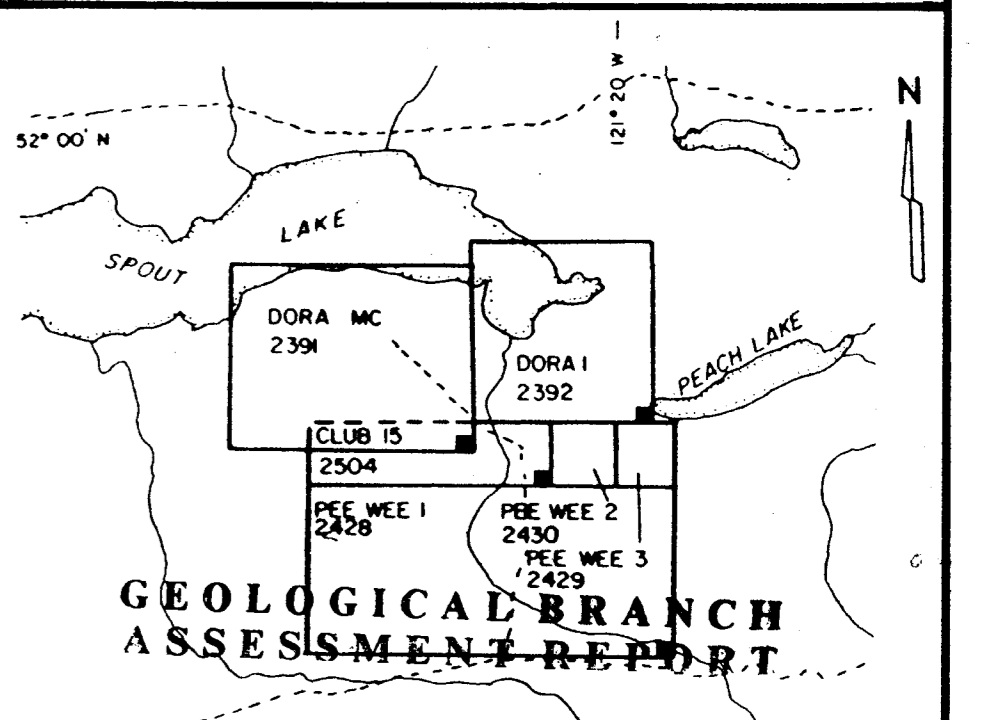 121° 20' W
N
52° 00' N
LAKE
SPOUT
DORA MC
2391
PEACH LAKE
DORA 1
2392
CLUB 15
2504
PEE WEE 1
2428
PEE WEE 2
2430
PEE WEE 3
2429
GEOLOGICAL BRANCH
ASSESSMENT REPORT